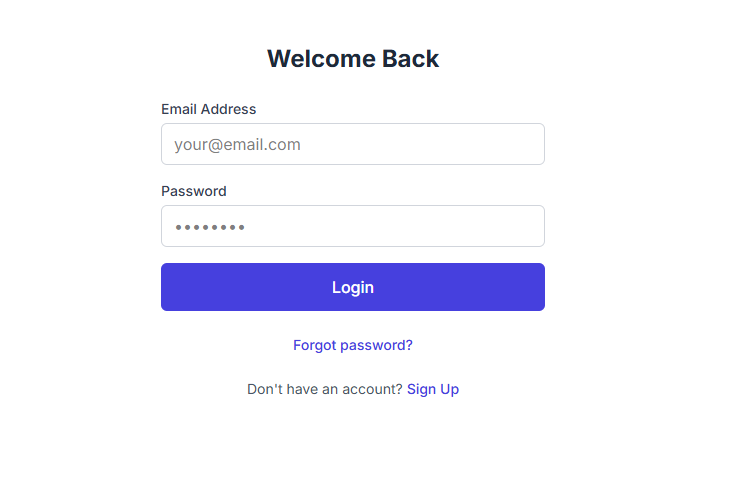 Welcome Back
Email Address
your@email.com
Password
••••••••
Login
Forgot password?
Don't have an account? Sign Up